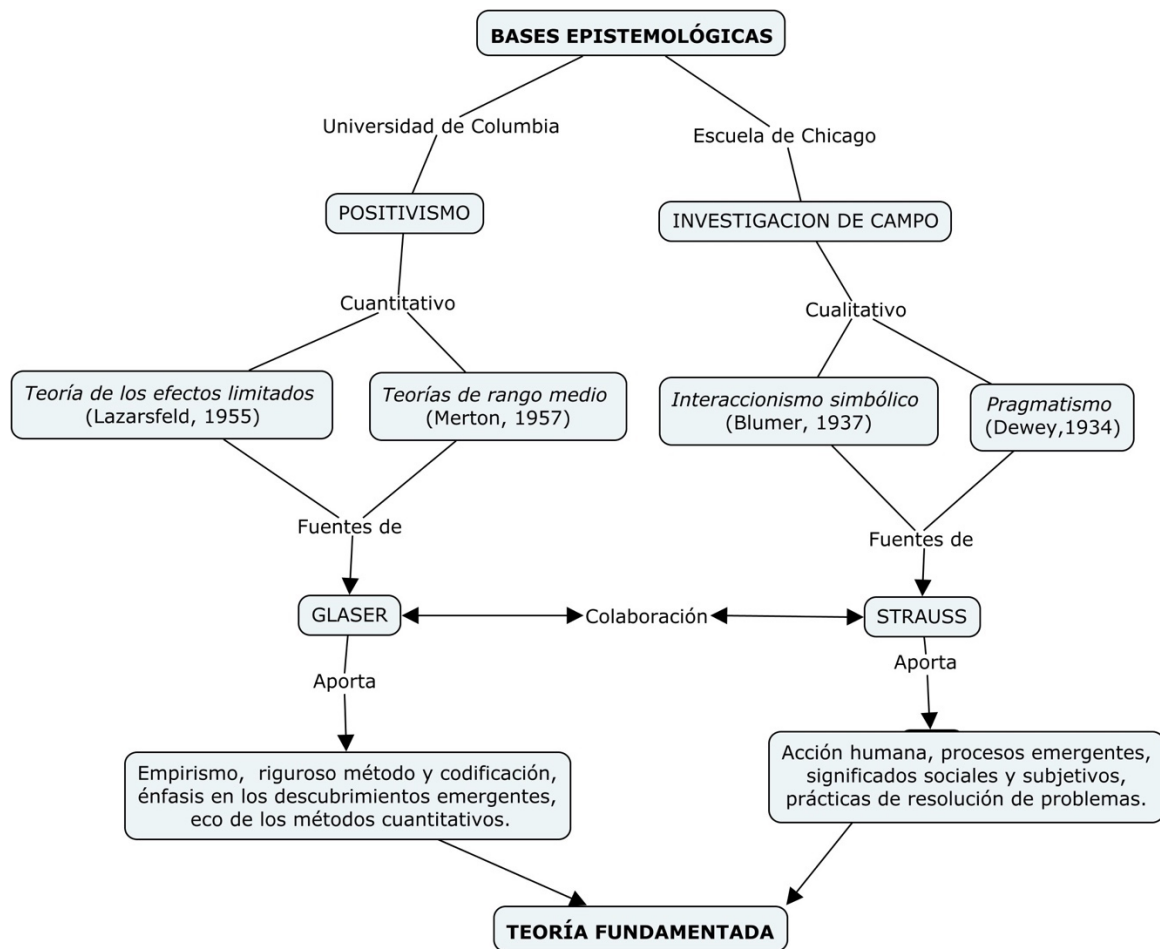 BASES EPISTEMOLÓGICAS
Universidad de Columbia
Escuela de Chicago
POSITIVISMO
INVESTIGACION DE CAMPO
Cuantitativo
Cualitativo
Teoría de los efectos limitados
(Lazarsfeld, 1955)
Teorías de rango medio
(Merton, 1957)
Interaccionismo simbólico
(Blumer, 1937)
Pragmatismo
(Dewey,1934)
Fuentes de
Fuentes de
GLASER
Colaboración
STRAUSS
Aporta
Aporta
Empirismo, riguroso método y codificación,
énfasis en los descubrimientos emergentes,
eco de los métodos cuantitativos.
Acción humana, procesos emergentes,
significados sociales y subjetivos,
prácticas de resolución de problemas.
TEORÍA FUNDAMENTADA